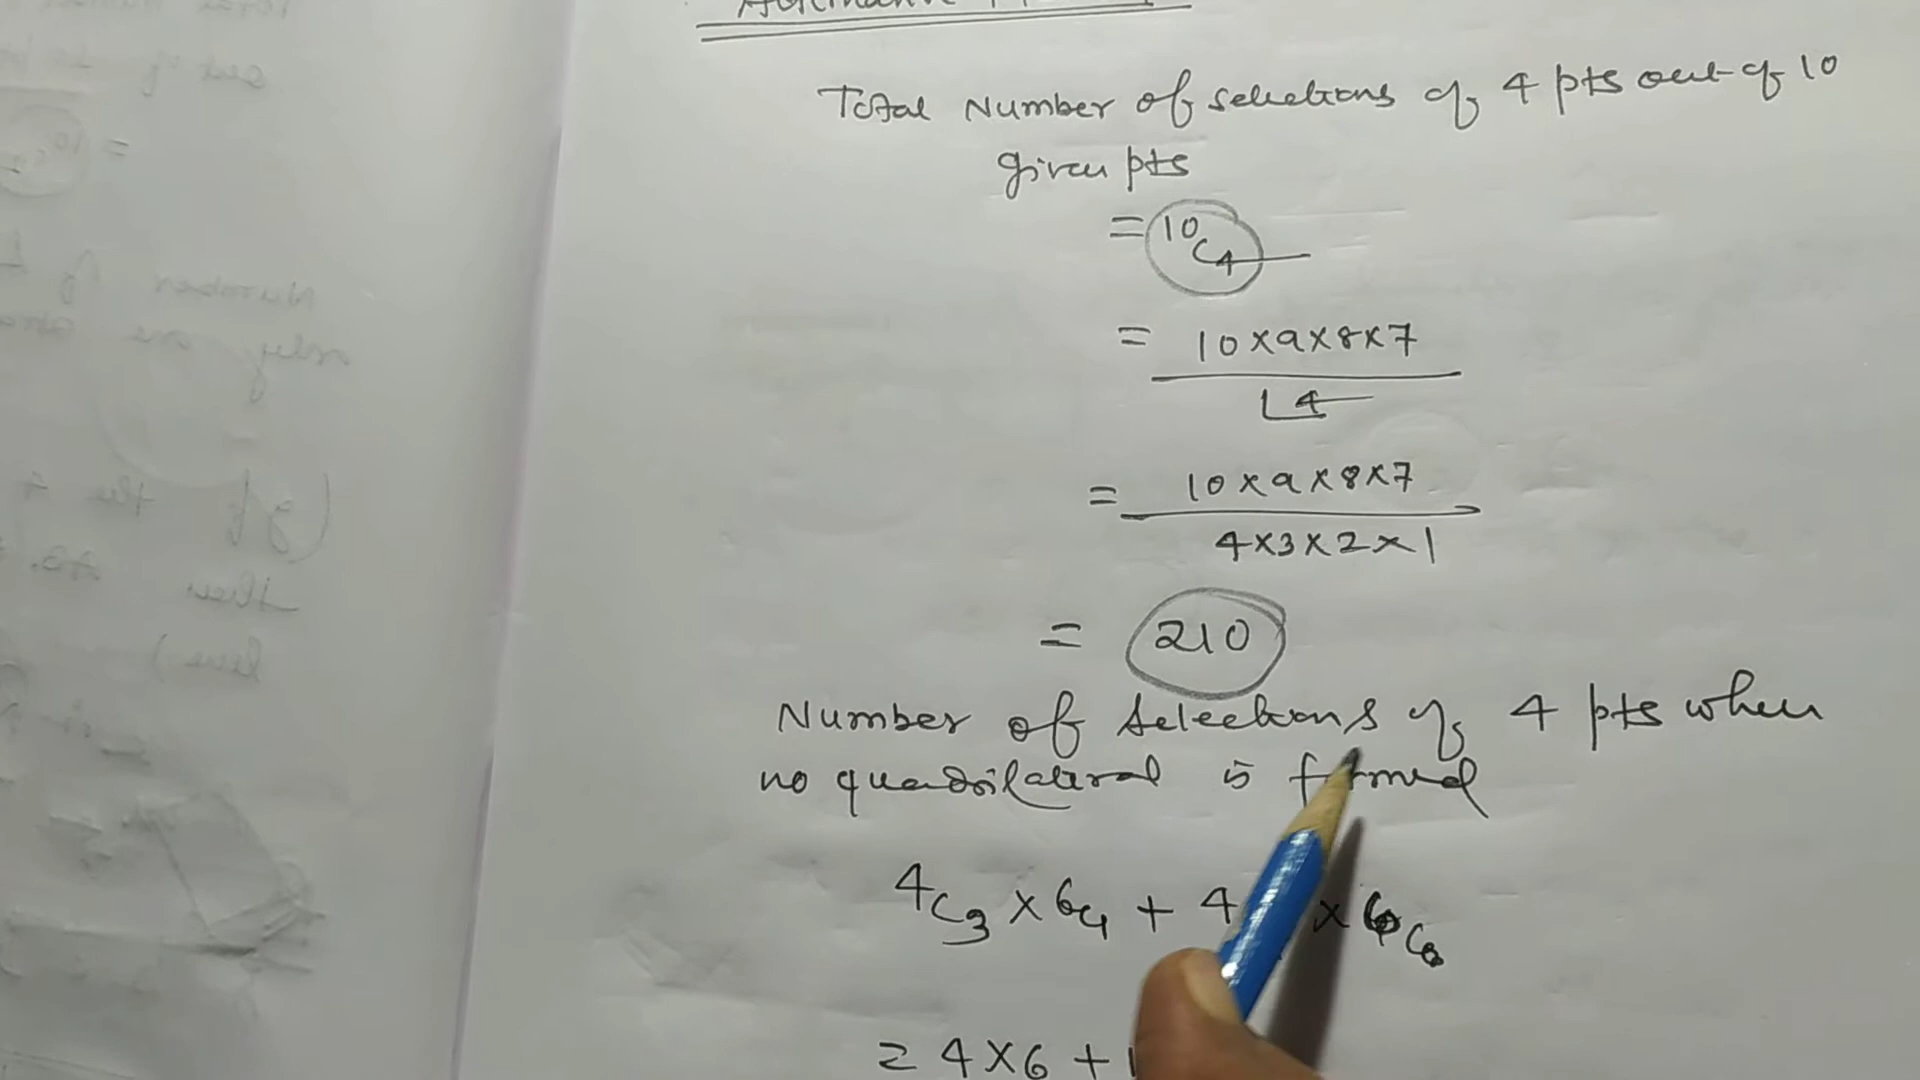 Total Number of selections of 4 pts out of 10
given pts
= 10C4
= 10×9×8×7
4
= 10×9×8×7
4×3×2×1
= 210
Number of selections of 4 pts when
no quadrilateral is formed
4C3 × 6C1 + 4 × 6C0
= 4×6 +